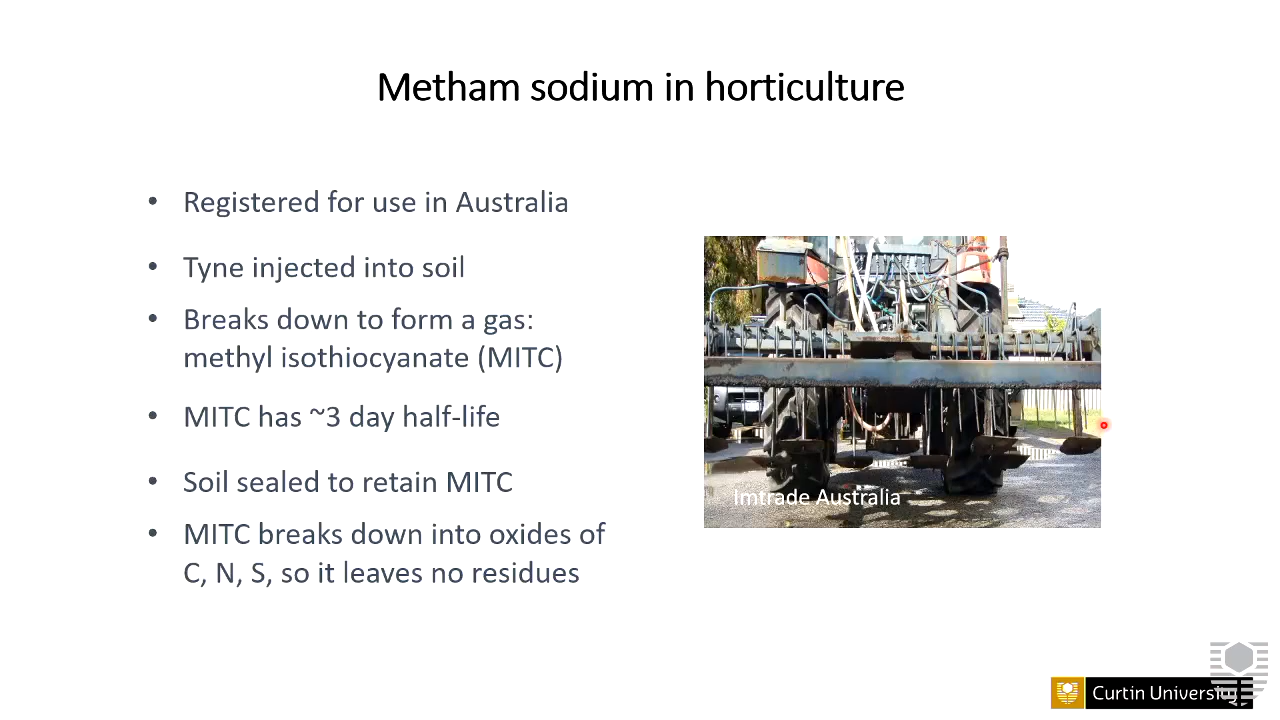 Metham sodium in horticulture
• Registered for use in Australia
• Tyne injected into soil
• Breaks down to form a gas:
methyl isothiocyanate (MITC)
• MITC has ~3 day half-life
• Soil sealed to retain MITC
• MITC breaks down into oxides of
C, N, S, so it leaves no residues
Imtrade Australia
Curtin University